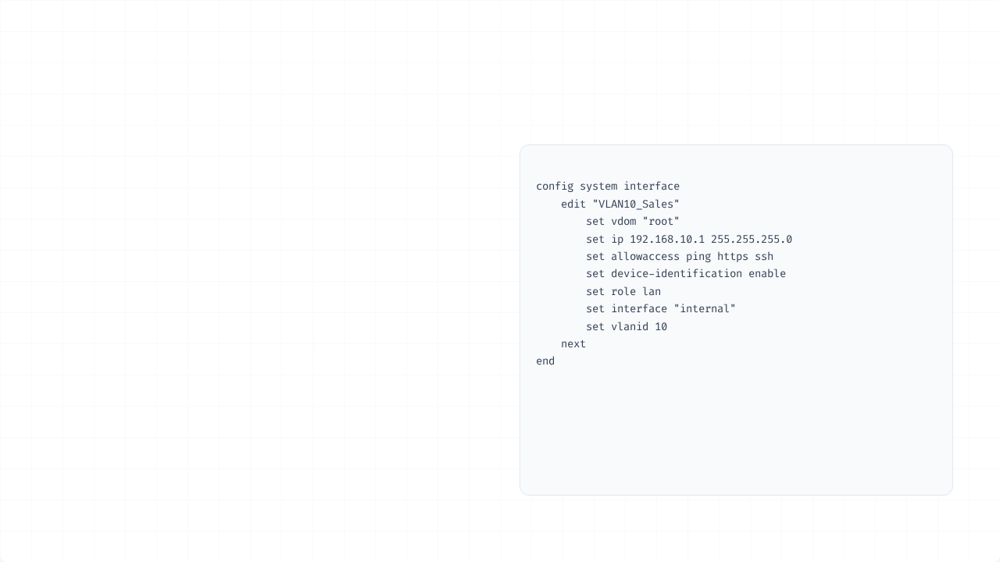 config system interface
    edit "VLAN10_Sales"
        set vdom "root"
        set ip 192.168.10.1 255.255.255.0
        set allowaccess ping https ssh
        set device-identification enable
        set role lan
        set interface "internal"
        set vlanid 10
    next
end